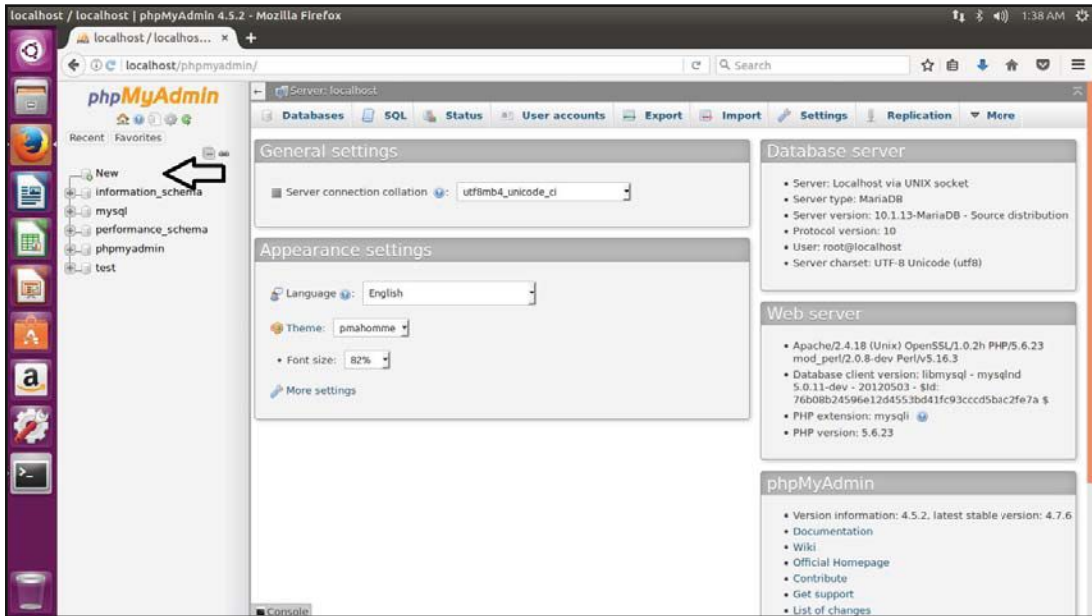 localhost / localhost | phpMyAdmin 4.5.2 - Mozilla Firefox
1:38 AM
localhost / localhos... × +
localhost/phpmyadmin/
Search
phpMyAdmin
Recent Favorites
New
information_schema
mysql
performance_schema
phpmyadmin
test
Server: localhost
Databases SQL Status User accounts Export Import Settings Replication More
General settings
Server connection collation : utf8mb4_unicode_ci
Appearance settings
Language : English
Theme: pmahomme
• Font size: 82%
More settings
Console
Database server
• Server: Localhost via UNIX socket
• Server type: MariaDB
• Server version: 10.1.13-MariaDB - Source distribution
• Protocol version: 10
• User: root@localhost
• Server charset: UTF-8 Unicode (utf8)
Web server
• Apache/2.4.18 (Unix) OpenSSL/1.0.2h PHP/5.6.23
mod_perl/2.0.8-dev Perl/v5.16.3
• Database client version: libmysql - mysqlnd
5.0.11-dev - 20120503 - $Id:
76b08b24596e12d4553bd41fc93cccd5bac2fe7a $
• PHP extension: mysqli
• PHP version: 5.6.23
phpMyAdmin
• Version information: 4.5.2, latest stable version: 4.7.6
• Documentation
• Wiki
• Official Homepage
• Contribute
• Get support
• List of changes